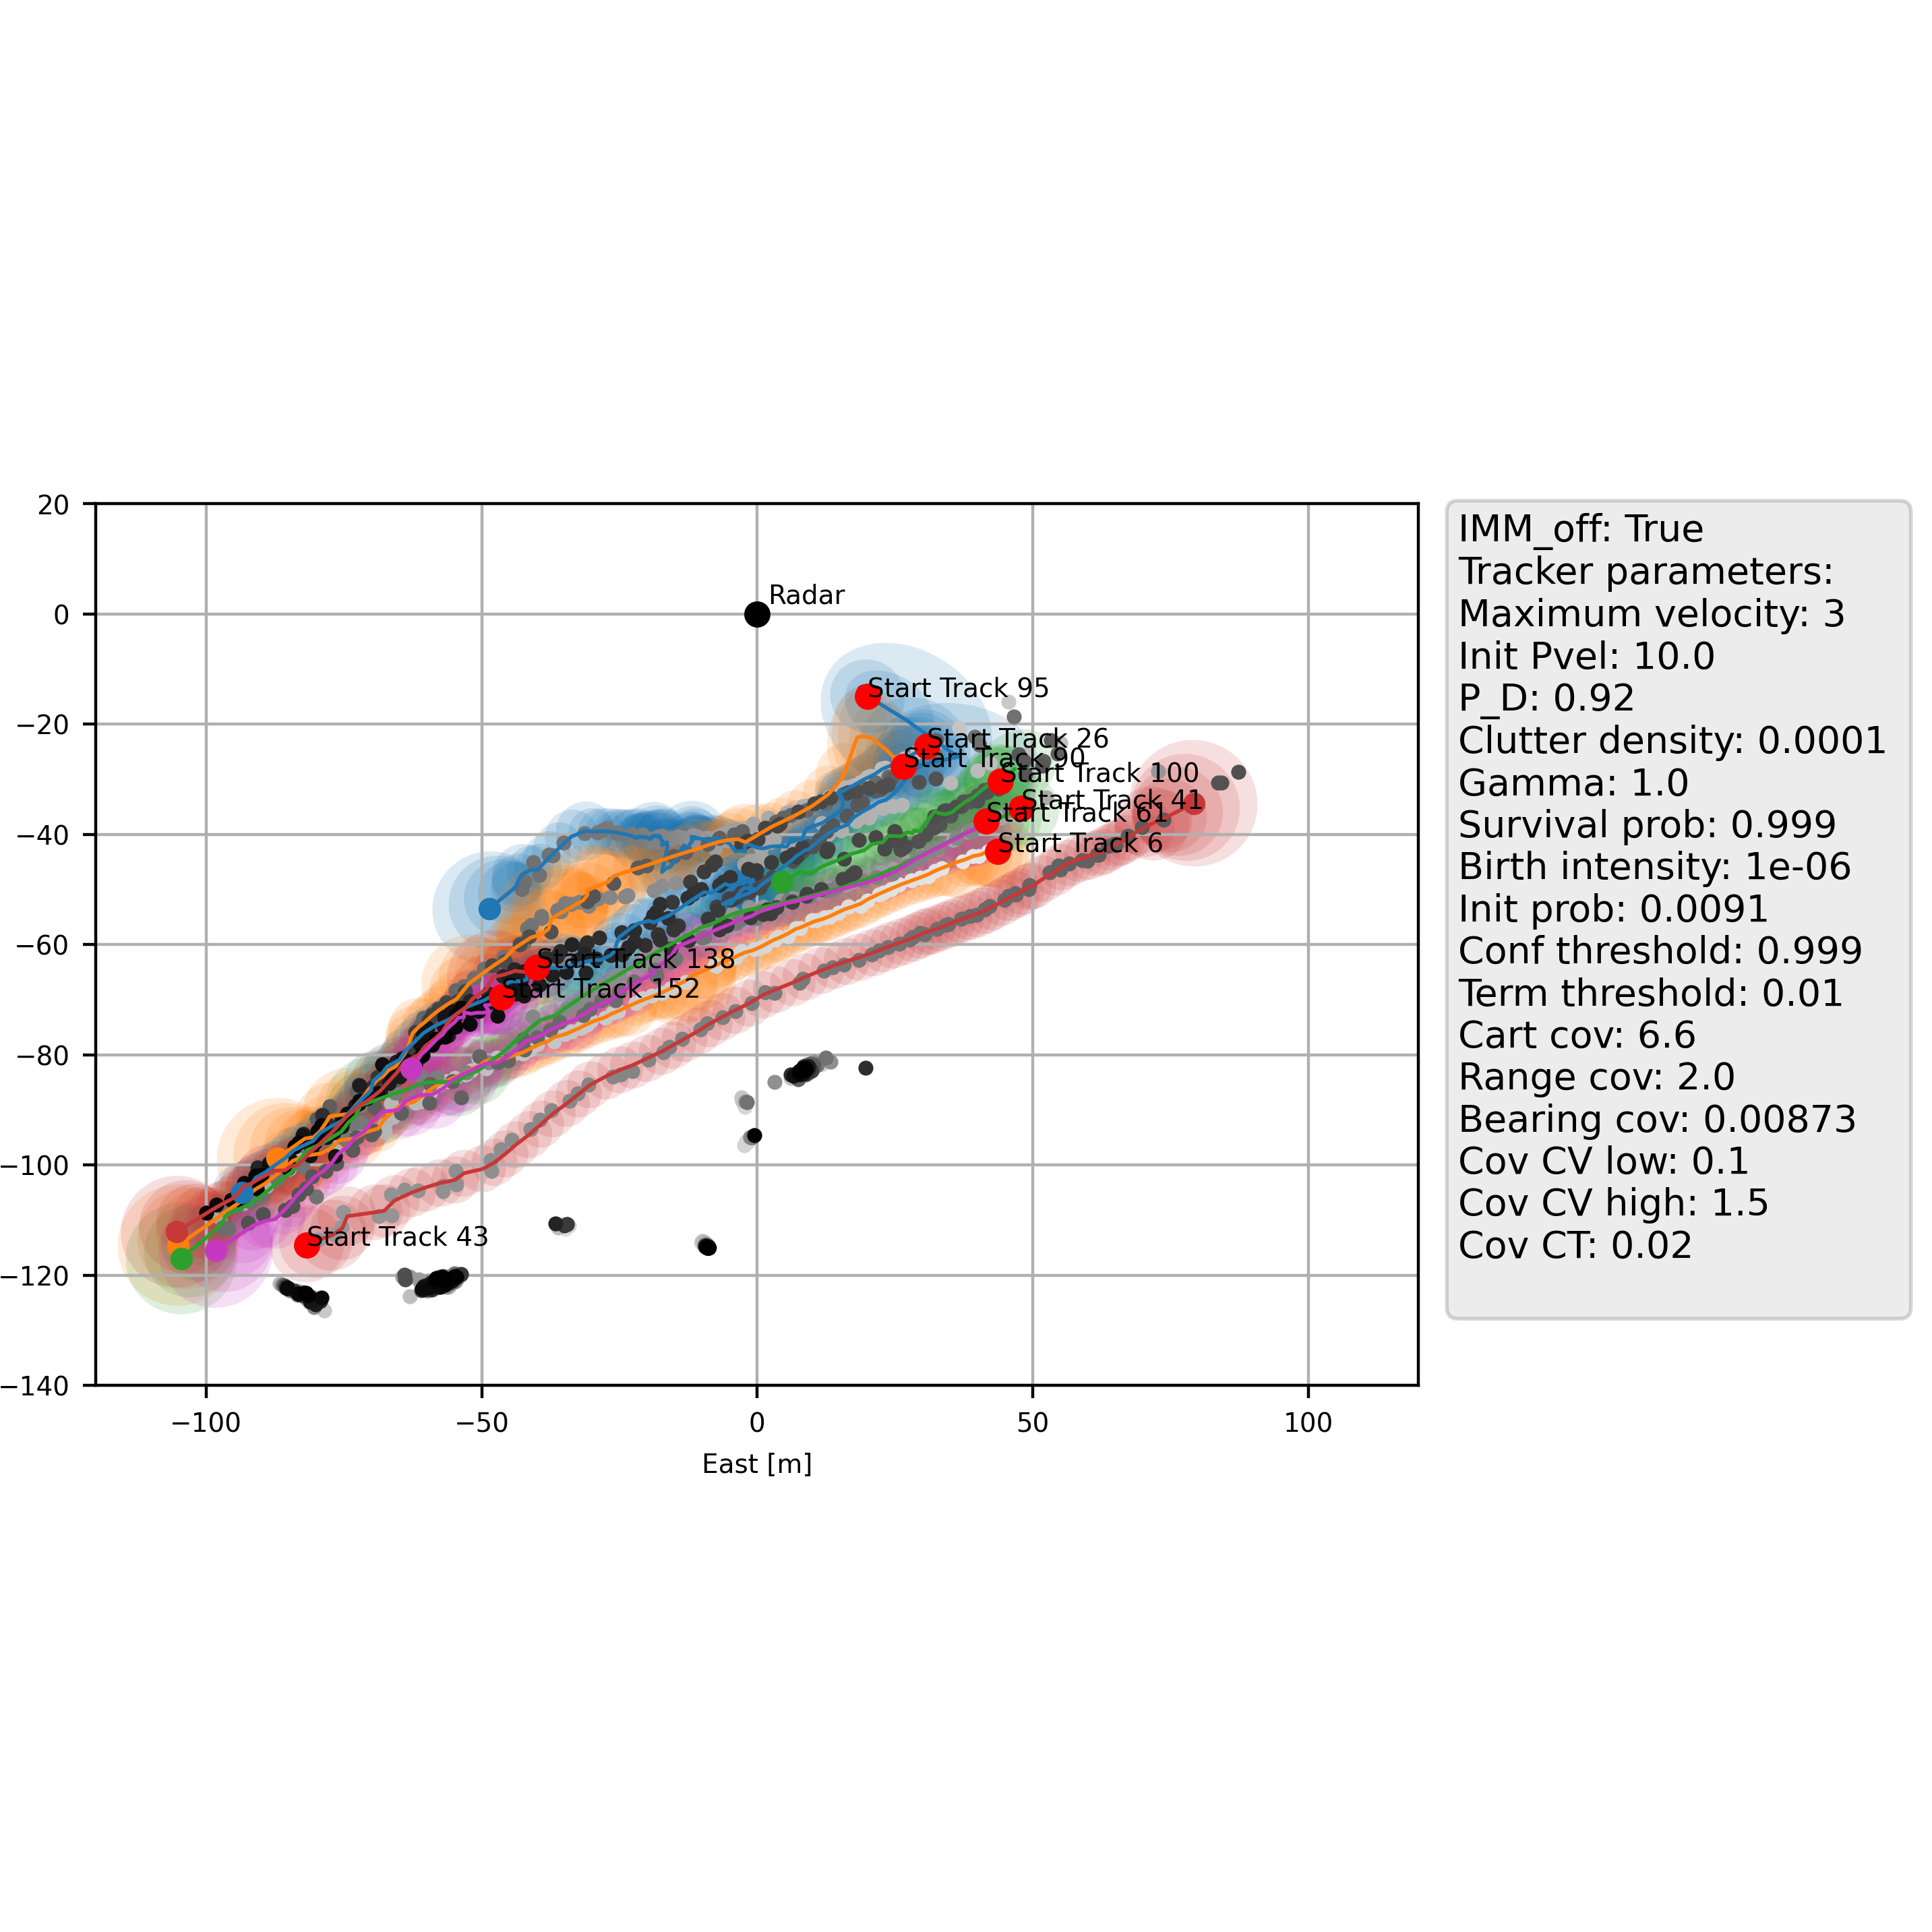 20
0
−20
−40
−60
−80
−100
−120
−140
−100
−50
0
50
100
East [m]
Radar
Start Track 95
Start Track 26
Start Track 90
Start Track 100
Start Track 41
Start Track 61
Start Track 6
Start Track 138
Start Track 152
Start Track 43
IMM_off: True
Tracker parameters:
Maximum velocity: 3
Init Pvel: 10.0
P_D: 0.92
Clutter density: 0.0001
Gamma: 1.0
Survival prob: 0.999
Birth intensity: 1e-06
Init prob: 0.0091
Conf threshold: 0.999
Term threshold: 0.01
Cart cov: 6.6
Range cov: 2.0
Bearing cov: 0.00873
Cov CV low: 0.1
Cov CV high: 1.5
Cov CT: 0.02